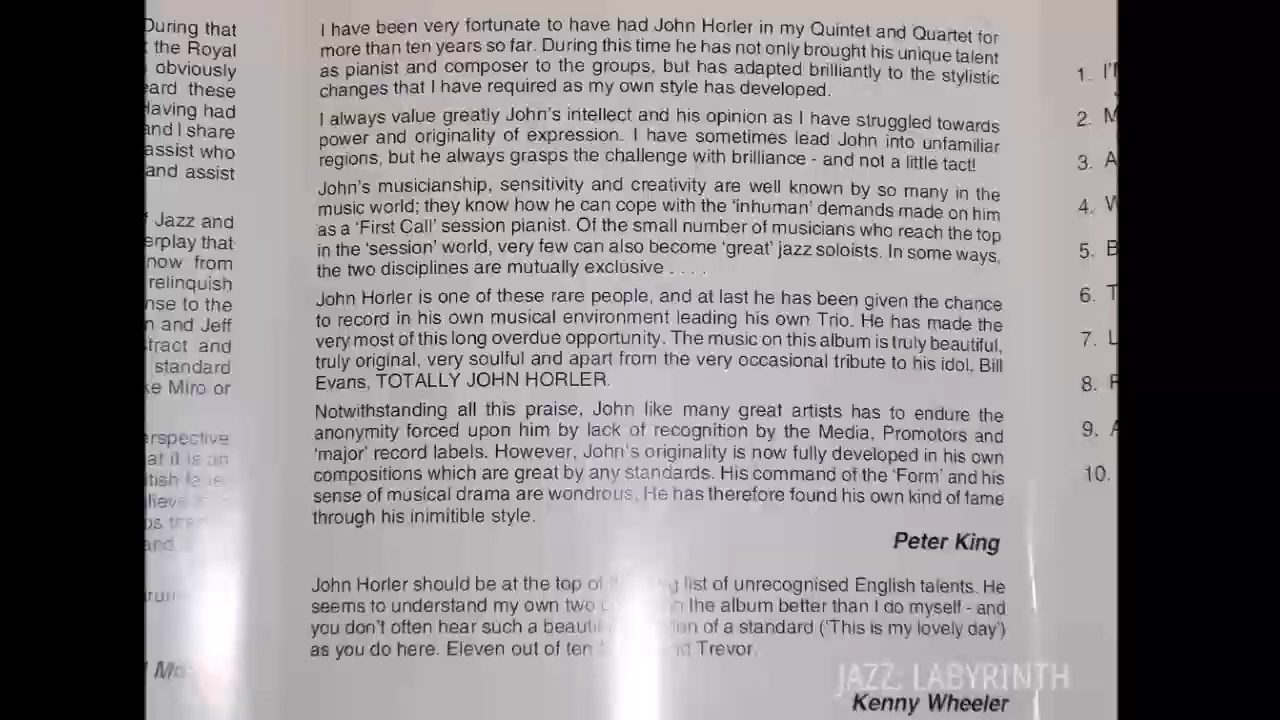 During that
the Royal
obviously
eard these
Having had
and I share
assist who
and assist
Jazz and
erplay that
now from
relinquish
nse to the
n and Jeff
tract and
standard
ke Miro or
erspective
at it is an
and
I have been very fortunate to have had John Horler in my Quintet and Quartet for
more than ten years so far. During this time he has not only brought his unique talent
as pianist and composer to the groups, but has adapted brilliantly to the stylistic
changes that I have required as my own style has developed.
I always value greatly John's intellect and his opinion as I have struggled towards
power and originality of expression. I have sometimes lead John into unfamiliar
regions, but he always grasps the challenge with brilliance - and not a little tact!
John's musicianship, sensitivity and creativity are well known by so many in the
music world; they know how he can cope with the 'inhuman' demands made on him
as a 'First Call' session pianist. Of the small number of musicians who reach the top
in the 'session' world, very few can also become 'great' jazz soloists. In some ways,
the two disciplines are mutually exclusive . . . .
John Horler is one of these rare people, and at last he has been given the chance
to record in his own musical environment leading his own Trio. He has made the
very most of this long overdue opportunity. The music on this album is truly beautiful,
truly original, very soulful and apart from the very occasional tribute to his idol, Bill
Evans, TOTALLY JOHN HORLER.
Notwithstanding all this praise, John like many great artists has to endure the
anonymity forced upon him by lack of recognition by the Media, Promotors and
'major' record labels. However, John's originality is now fully developed in his own
compositions which are great by any standards. His command of the 'Form' and his
sense of musical drama are wondrous. He has therefore found his own kind of fame
through his inimitible style.
Peter King
John Horler should be at the top of list of unrecognised English talents. He
seems to understand my own two the album better than I do myself - and
you don't often hear such a of a standard ('This is my lovely day')
as you do here. Eleven out of ten Trevor.
Kenny Wheeler
1. I'
2. M
3. A
4.
5. B
6. T
7. L
8.
9. A
10.
JAZZ LABYRINTH